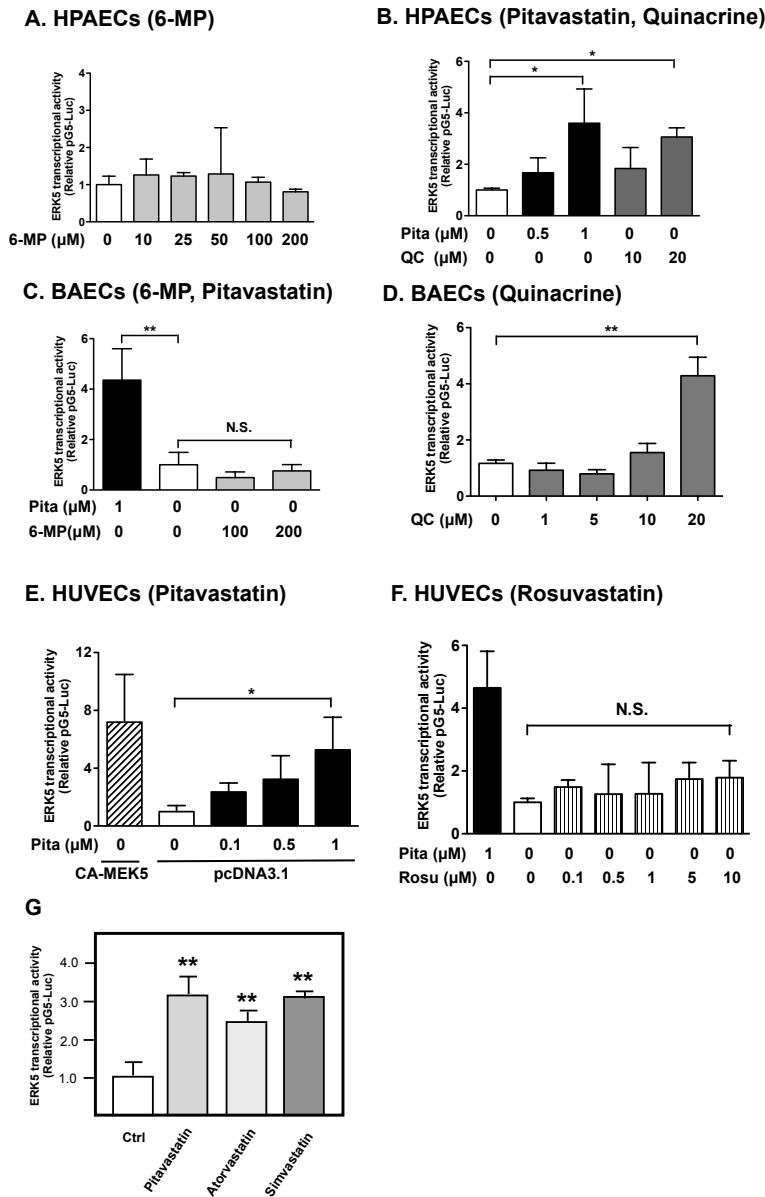 A. HPAECs (6-MP)
ERK5 transcriptional activity
(Relative pG5-Luc)
4
3
2
1
0
6-MP (µM) 0 10 25 50 100 200
B. HPAECs (Pitavastatin, Quinacrine)
ERK5 transcriptional activity
(Relative pG5-Luc)
6
4
2
0
*
*
Pita (µM) 0 0.5 1 0 0
QC (µM) 0 0 0 10 20
C. BAECs (6-MP, Pitavastatin)
ERK5 transcriptional activity
(Relative pG5-Luc)
6
4
2
0
**
N.S.
Pita (µM) 1 0 0 0
6-MP(µM) 0 0 100 200
D. BAECs (Quinacrine)
ERK5 transcriptional activity
(Relative pG5-Luc)
6
4
2
0
**
QC (µM) 0 1 5 10 20
E. HUVECs (Pitavastatin)
ERK5 transcriptional activity
(Relative pG5-Luc)
12
8
4
0
*
Pita (µM) 0 0 0.1 0.5 1
CA-MEK5 pcDNA3.1
F. HUVECs (Rosuvastatin)
ERK5 transcriptional activity
(Relative pG5-Luc)
6
4
2
0
N.S.
Pita (µM) 1 0 0 0 0 0 0
Rosu (µM) 0 0 0.1 0.5 1 5 10
G
ERK5 transcriptional activity
(Relative pG5-Luc)
4.0
3.0
2.0
1.0
**
**
**
Ctrl
Pitavastatin
Atorvastatin
Simvastatin